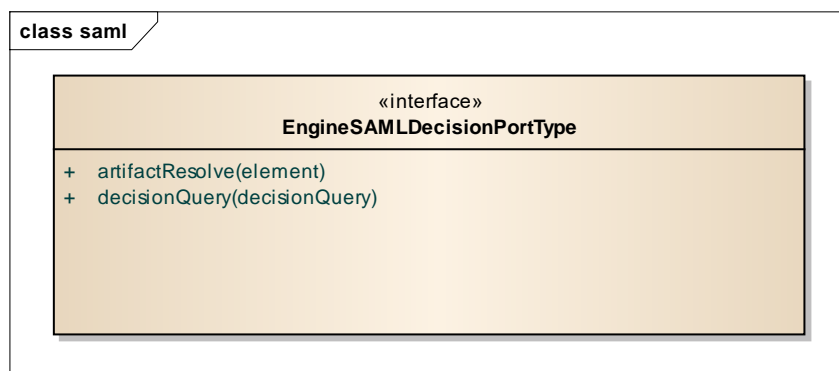 class saml
«interface»
EngineSAMLDecisionPortType
+ artifactResolve(element)
+ decisionQuery(decisionQuery)